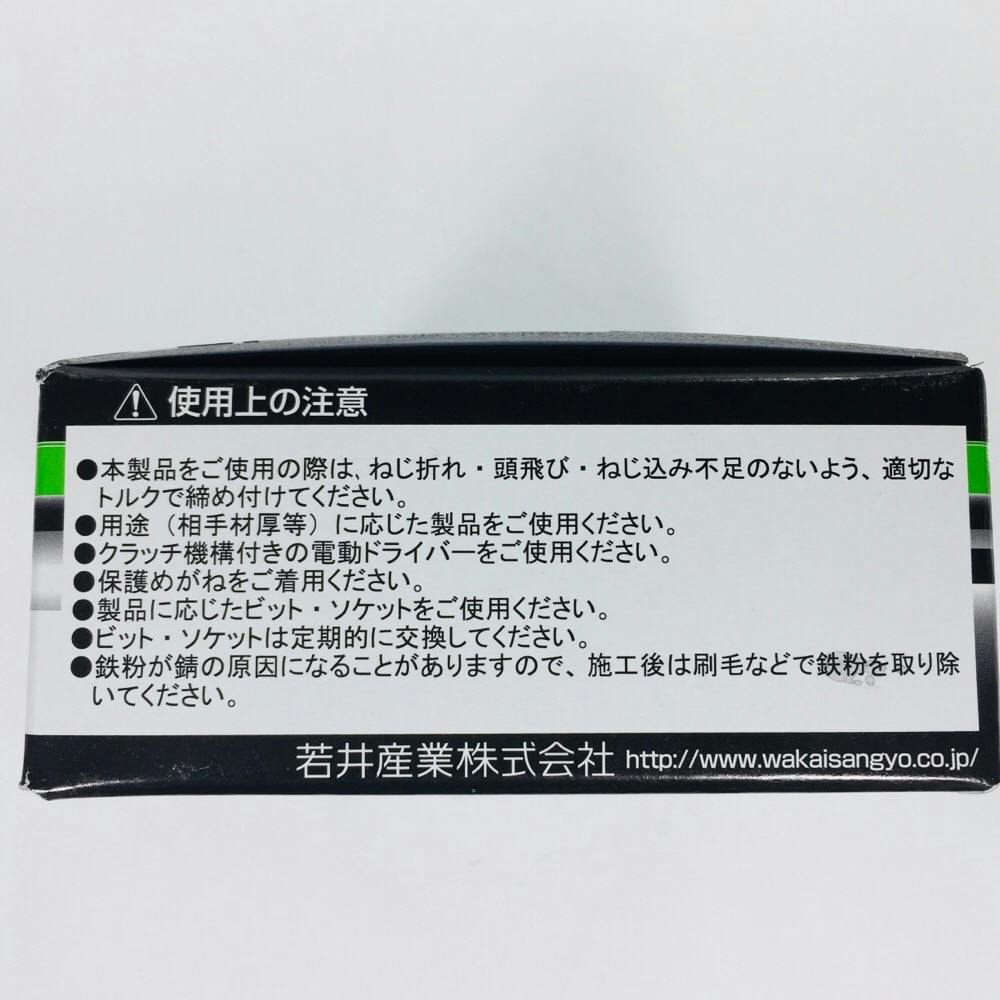 使用上の注意
●本製品をご使用の際は、ねじ折れ・頭飛び・ねじ込み不足のないよう、適切な
トルクで締め付けてください。
●用途（相手材厚等）に応じた製品をご使用ください。
●クラッチ機構付きの電動ドライバーをご使用ください。
●保護めがねをご着用ください。
●製品に応じたビット・ソケットをご使用ください。
●ビット・ソケットは定期的に交換してください。
●鉄粉が錆の原因になることがありますので、施工後は刷毛などで鉄粉を取り除
いてください。
若井産業株式会社 http://www.wakaisangyo.co.jp/